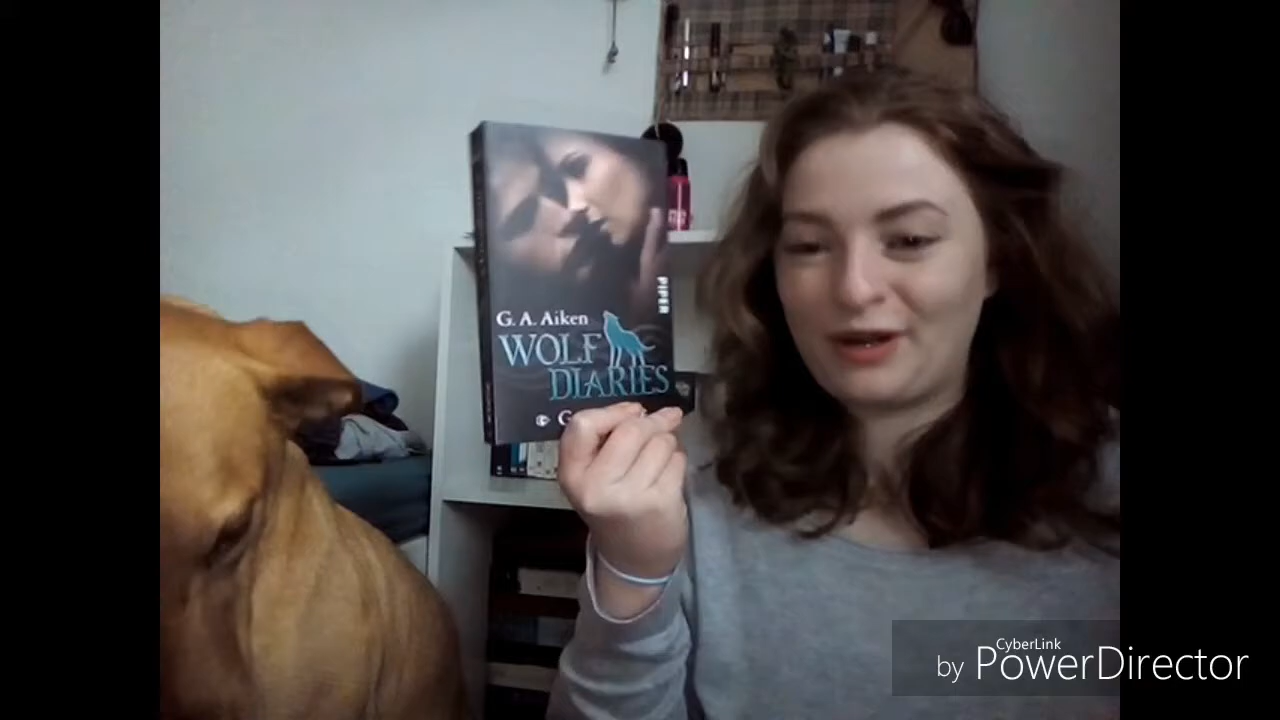 PIPER
G. A. Aiken
WOLF
DIARIES
CyberLink
by PowerDirector